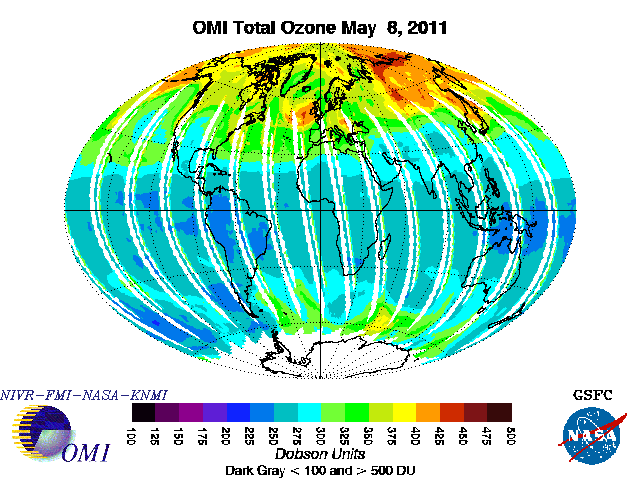 OMI Total Ozone May 8, 2011
NIVR-FMI-NASA-KNMI
GSFC
OMI
NASA
100 125 150 175 200 225 250 275 300 325 350 375 400 425 450 475 500
Dobson Units
Dark Gray < 100 and > 500 DU